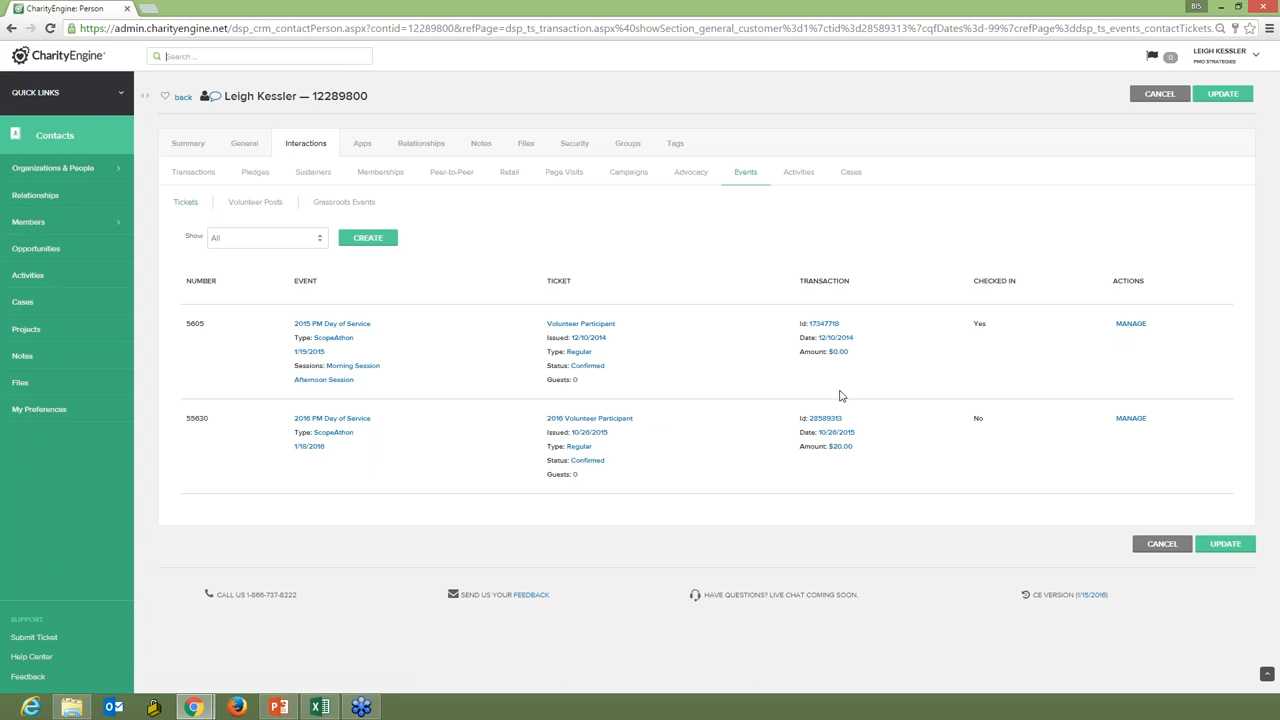 CharityEngine: Person
BIS
https://admin.charityengine.net/dsp_crm_contactPerson.aspx?contid=12289800&refPage=dsp_ts_transaction.aspx%40showSection_general_customer%3d1%7ctid%3d28589313%7cqfDates%3d-99%7crefPage%3ddsp_ts_events_contactTickets.
CharityEngine
Search ...
0
LEIGH KESSLER
PMO STRATEGIES
QUICK LINKS
back
Leigh Kessler — 12289800
CANCEL
UPDATE
Contacts
Summary
General
Interactions
Apps
Relationships
Notes
Files
Security
Groups
Tags
Organizations & People
Relationships
Members
Opportunities
Activities
Cases
Projects
Notes
Files
My Preferences
Transactions
Pledges
Sustainers
Memberships
Peer-to-Peer
Retail
Page Visits
Campaigns
Advocacy
Events
Activities
Cases
Tickets
Volunteer Posts
Grassroots Events
Show
All
CREATE
NUMBER
EVENT
TICKET
TRANSACTION
CHECKED IN
ACTIONS
5605
2015 PM Day of Service
Type: ScopeAthon
1/19/2015
Sessions: Morning Session
Afternoon Session
Volunteer Participant
Issued: 12/10/2014
Type: Regular
Status: Confirmed
Guests: 0
Id: 17347718
Date: 12/10/2014
Amount: $0.00
Yes
MANAGE
55630
2016 PM Day of Service
Type: ScopeAthon
1/18/2016
2016 Volunteer Participant
Issued: 10/26/2015
Type: Regular
Status: Confirmed
Guests: 0
Id: 28589313
Date: 10/26/2015
Amount: $20.00
No
MANAGE
CANCEL
UPDATE
CALL US 1-866-737-8222
SEND US YOUR FEEDBACK
HAVE QUESTIONS? LIVE CHAT COMING SOON.
CE VERSION (1/15/2016)
SUPPORT
Submit Ticket
Help Center
Feedback